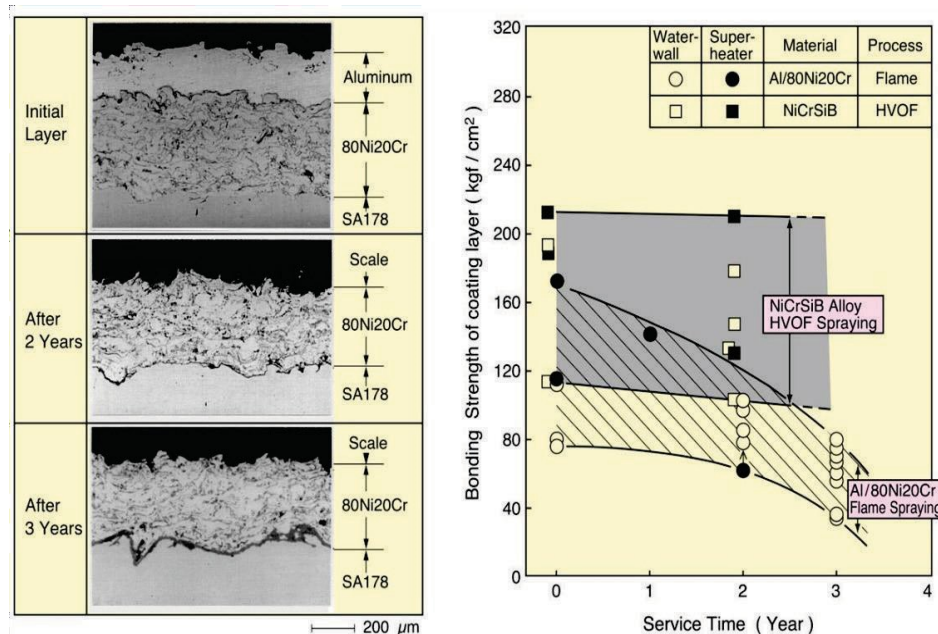 Initial
Layer
Aluminum
80Ni20Cr
SA178
After
2 Years
Scale
80Ni20Cr
SA178
After
3 Years
Scale
80Ni20Cr
SA178
200 µm
Water-wall Super-heater Material Process
Al/80Ni20Cr Flame
NiCrSiB HVOF
Bonding Strength of coating layer ( kgf / cm²)
320
280
240
200
160
120
80
40
0
NiCrSiB Alloy
HVOF Spraying
Al/80Ni20Cr
Flame Spraying
0 1 2 3 4
Service Time ( Year )